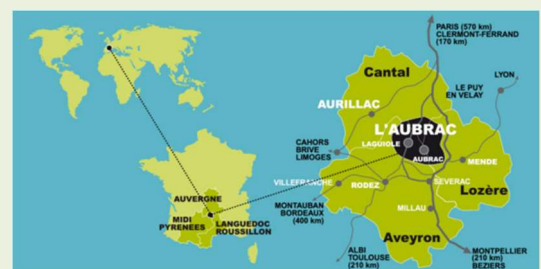 PARIS (570 km)
CLERMONT-FERRAND
(170 km)
Cantal
LYON
LE PUY
EN VELAY
AURILLAC
L'AUBRAC
LAGUIOLE
AUBRAC
CAHORS
BRIVE
LIMOGES
MENDE
VILLEFRANCHE
RODEZ
SEVERAC
Lozère
MONTAUBAN
BORDEAUX
(400 km)
MILLAU
Aveyron
ALBI
TOULOUSE
(210 km)
MONTPELLIER
(210 km)
BEZIERS
AUVERGNE
MIDI
PYRENEES
LANGUEDOC
ROUSSILLON